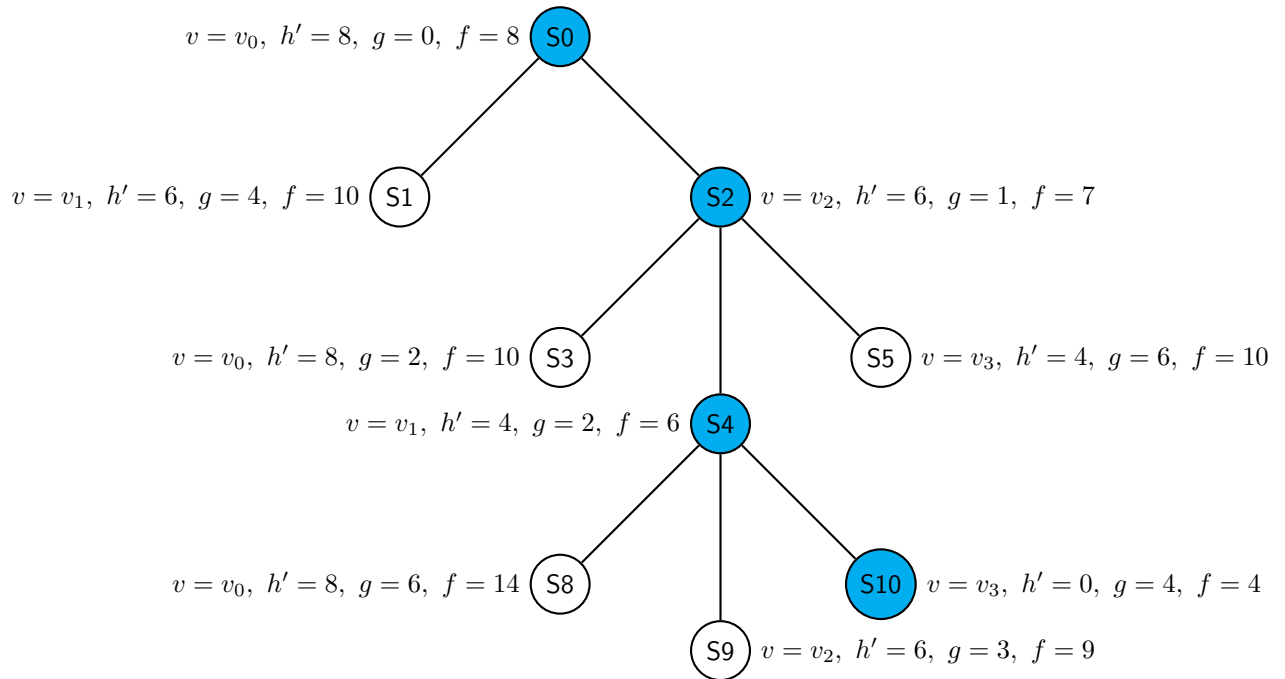 v = v₀, h′ = 8, g = 0, f = 8 S0
v = v₁, h′ = 6, g = 4, f = 10 S1
S2 v = v₂, h′ = 6, g = 1, f = 7
v = v₀, h′ = 8, g = 2, f = 10 S3
S5 v = v₃, h′ = 4, g = 6, f = 10
v = v₁, h′ = 4, g = 2, f = 6 S4
v = v₀, h′ = 8, g = 6, f = 14 S8
S10 v = v₃, h′ = 0, g = 4, f = 4
S9 v = v₂, h′ = 6, g = 3, f = 9